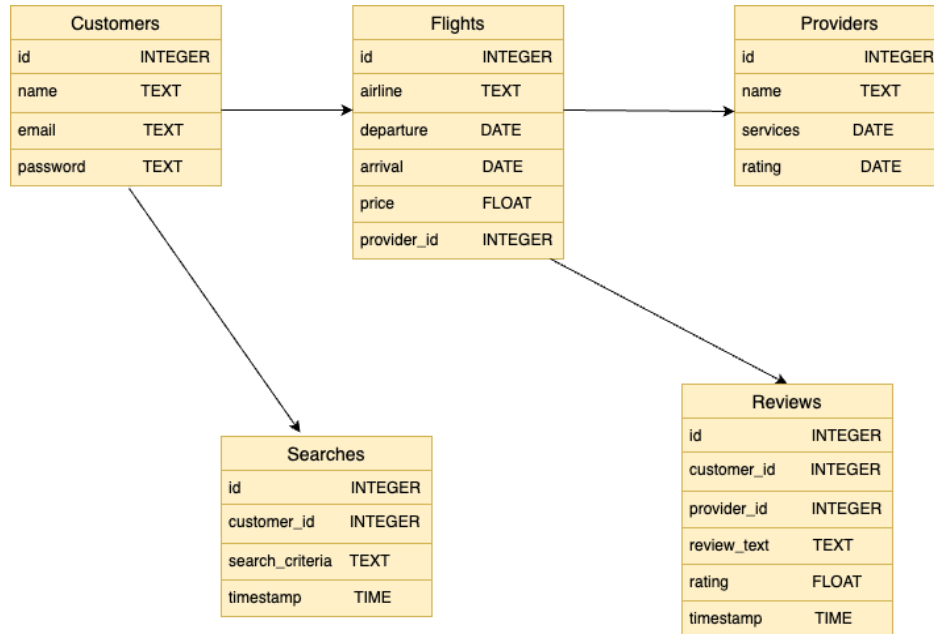 Customers
id INTEGER
name TEXT
email TEXT
password TEXT
Flights
id INTEGER
airline TEXT
departure DATE
arrival DATE
price FLOAT
provider_id INTEGER
Providers
id INTEGER
name TEXT
services DATE
rating DATE
Searches
id INTEGER
customer_id INTEGER
search_criteria TEXT
timestamp TIME
Reviews
id INTEGER
customer_id INTEGER
provider_id INTEGER
review_text TEXT
rating FLOAT
timestamp TIME